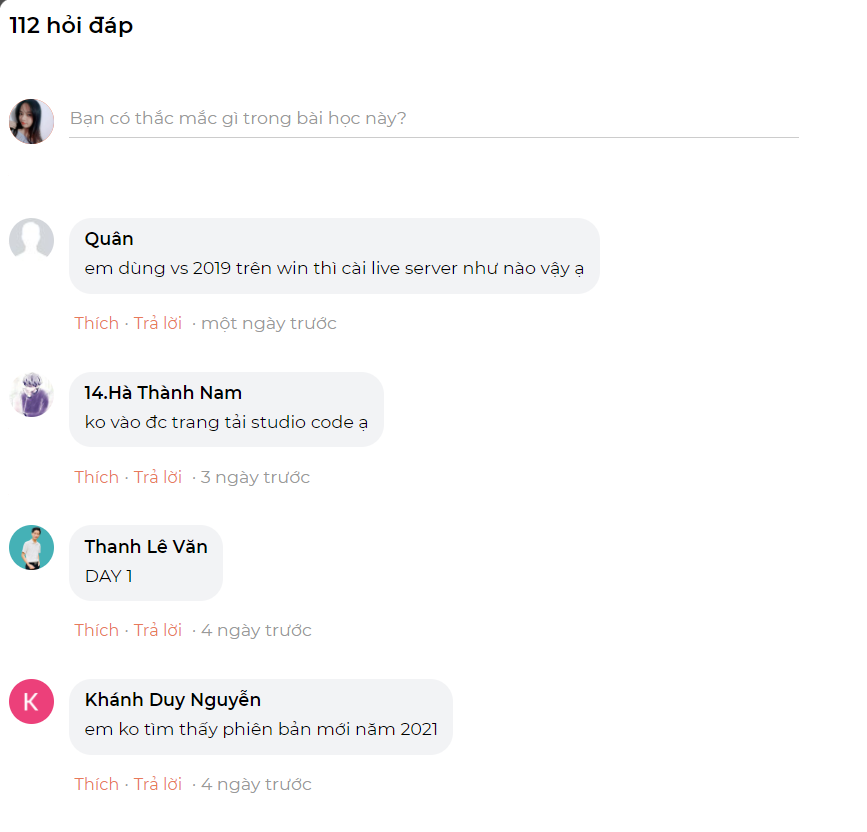 112 hỏi đáp
Bạn có thắc mắc gì trong bài học này?
Quân
em dùng vs 2019 trên win thì cài live server như nào vậy ạ
Thích · Trả lời · một ngày trước
14.Hà Thành Nam
ko vào đc trang tải studio code ạ
Thích · Trả lời · 3 ngày trước
Thanh Lê Văn
DAY 1
Thích · Trả lời · 4 ngày trước
K
Khánh Duy Nguyễn
em ko tìm thấy phiên bản mới năm 2021
Thích · Trả lời · 4 ngày trước